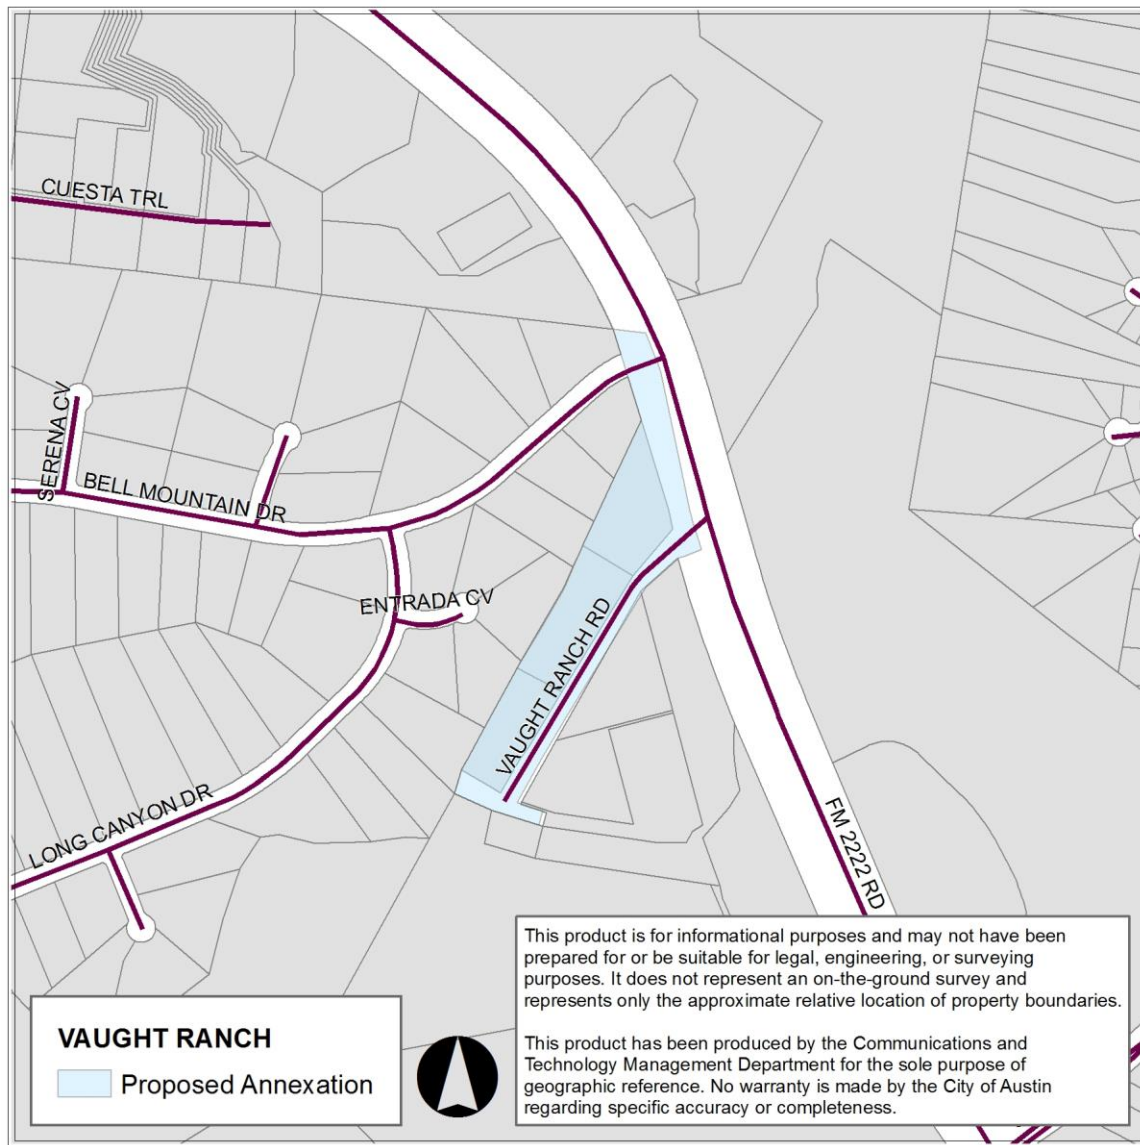 CUESTA TRL
SERENA CV
BELL MOUNTAIN DR
ENTRADA CV
VAUGHT RANCH RD
LONG CANYON DR
FM 2222 RD
VAUGHT RANCH
Proposed Annexation
This product is for informational purposes and may not have been
prepared for or be suitable for legal, engineering, or surveying
purposes. It does not represent an on-the-ground survey and
represents only the approximate relative location of property boundaries.
This product has been produced by the Communications and
Technology Management Department for the sole purpose of
geographic reference. No warranty is made by the City of Austin
regarding specific accuracy or completeness.